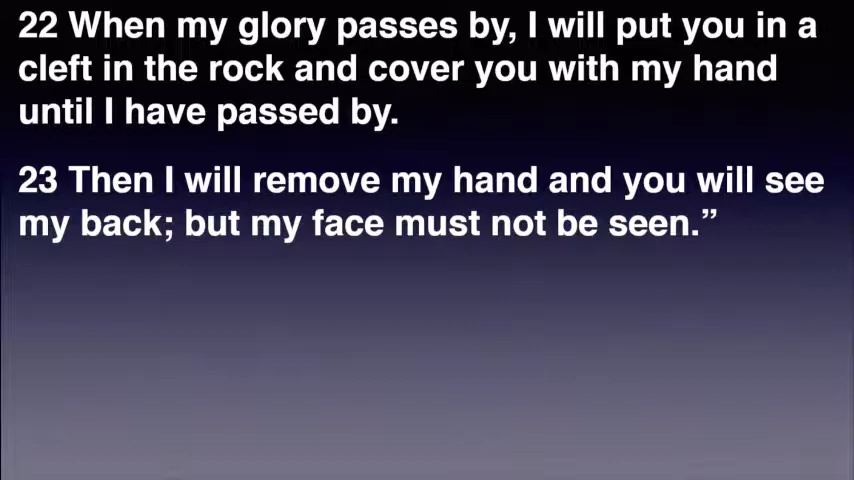 22 When my glory passes by, I will put you in a
cleft in the rock and cover you with my hand
until I have passed by.
23 Then I will remove my hand and you will see
my back; but my face must not be seen.”